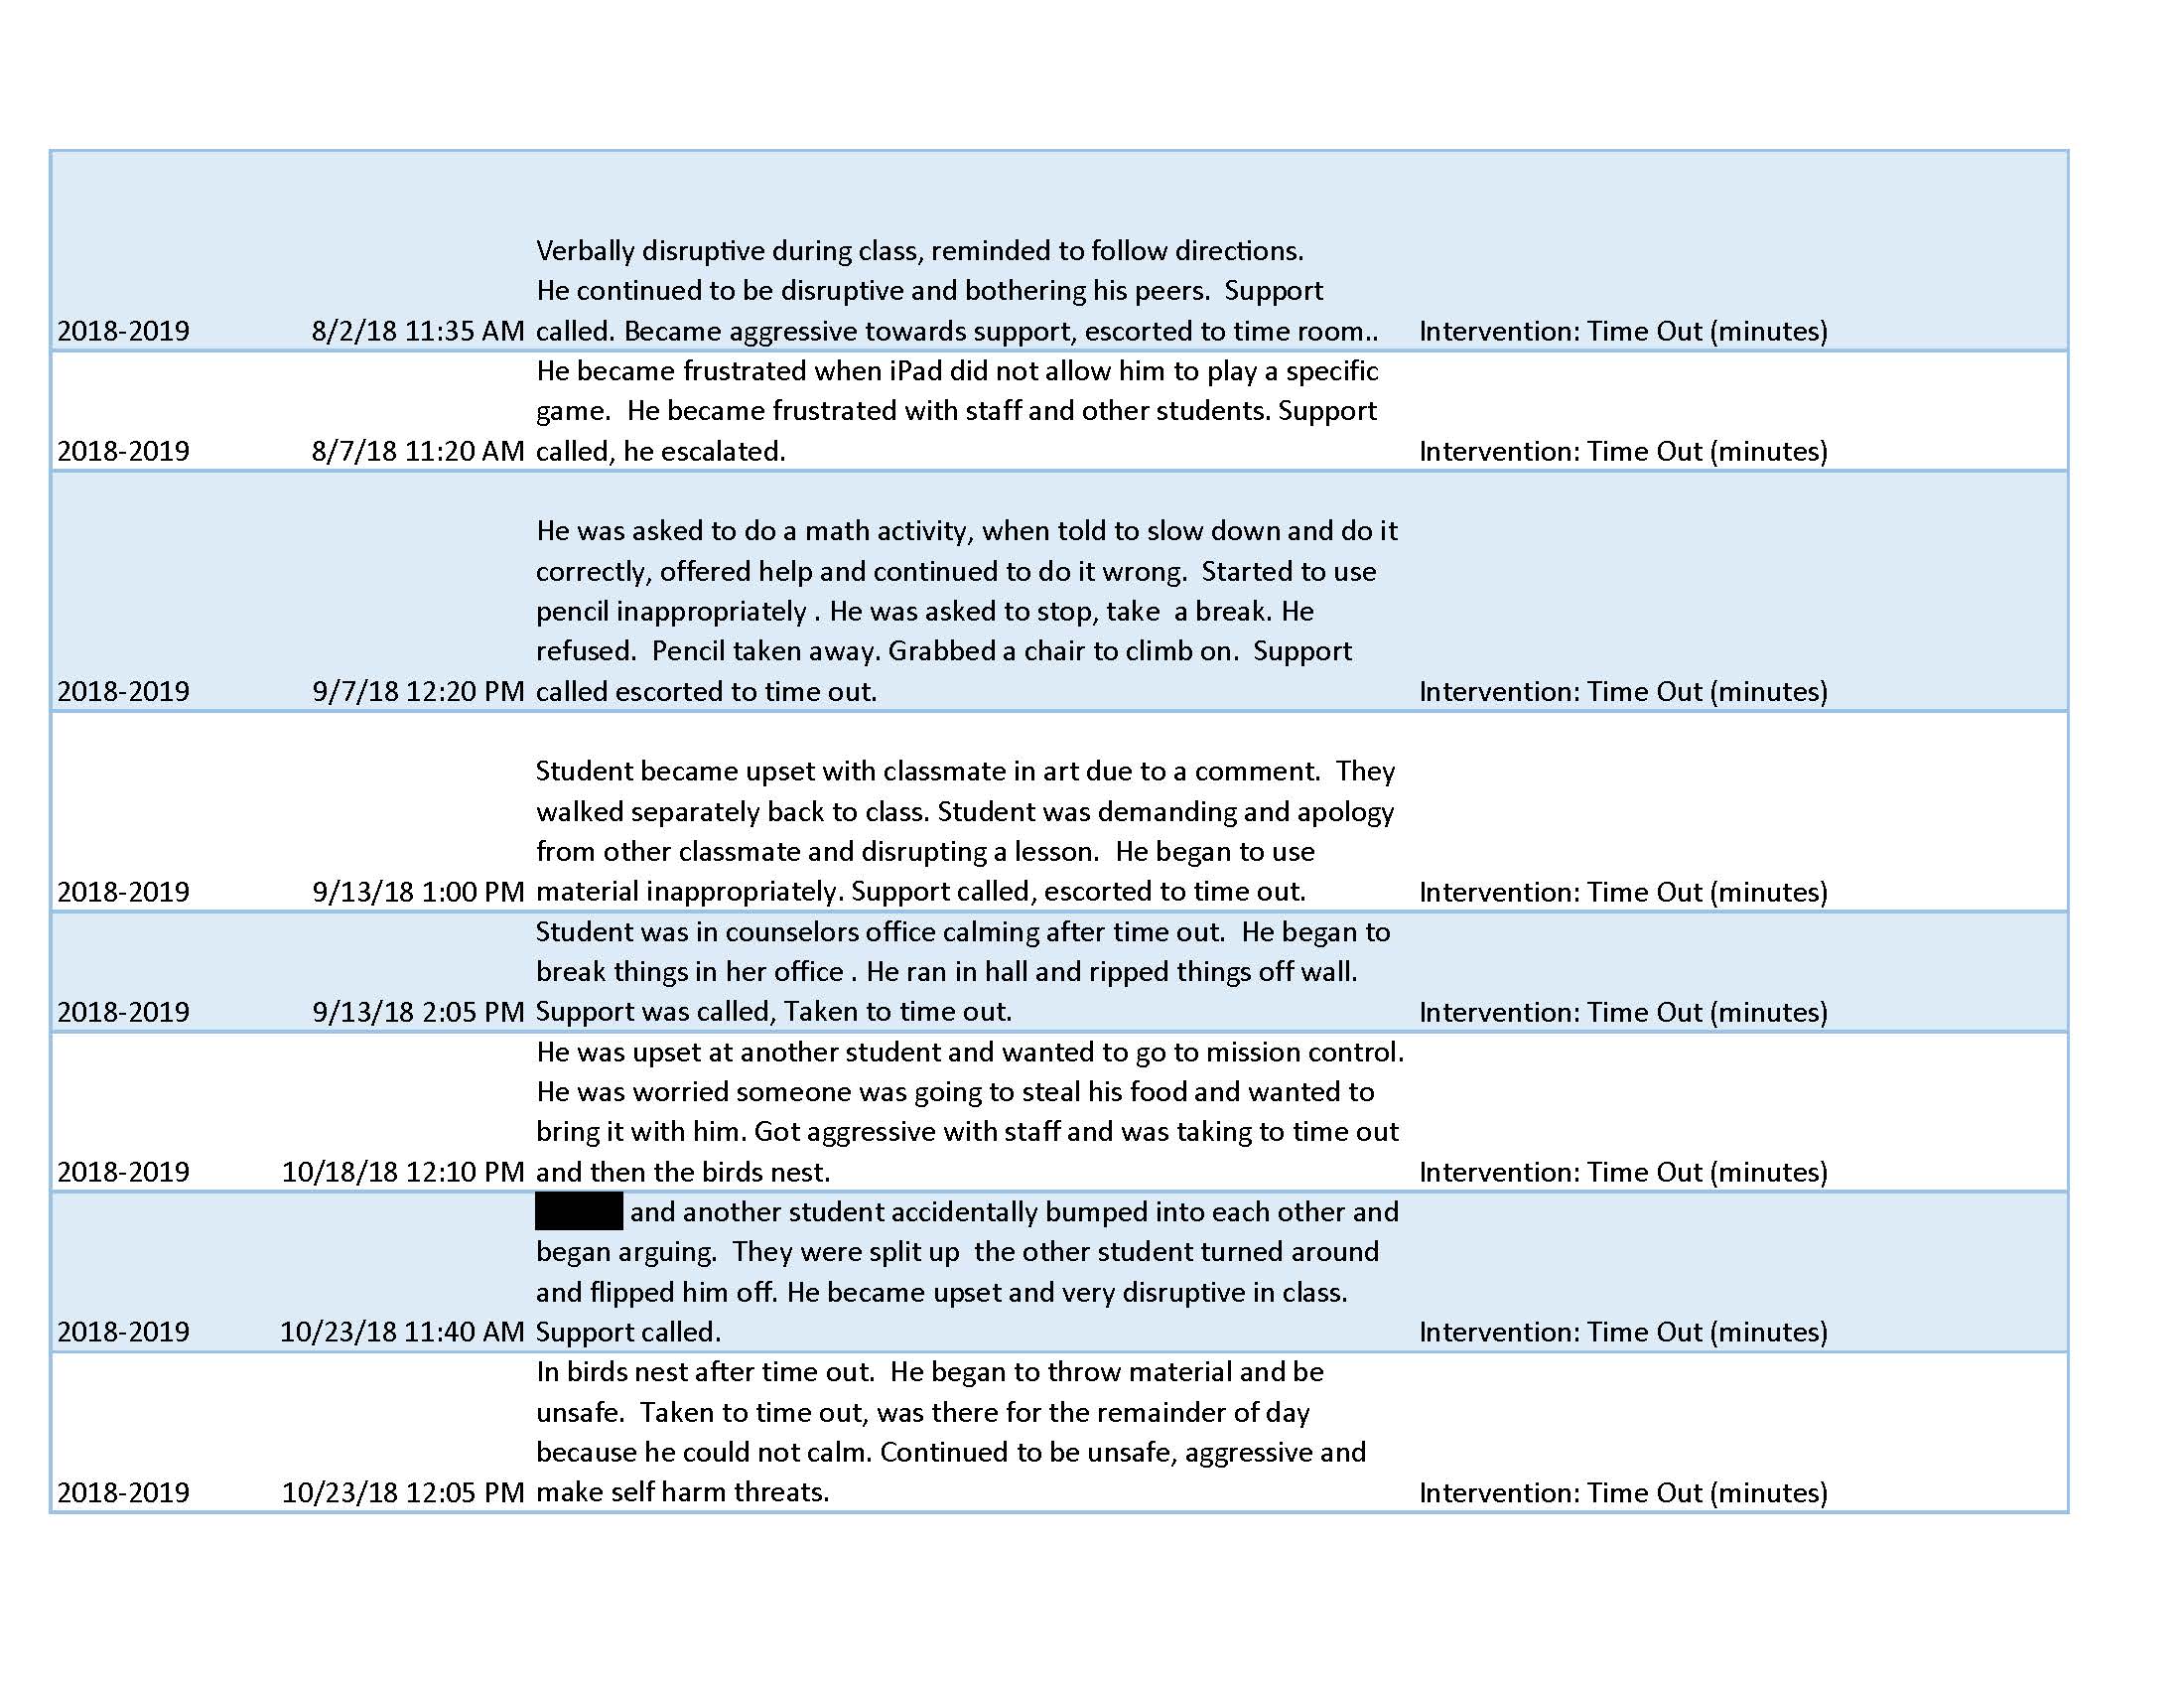 Verbally disruptive during class, reminded to follow directions.
He continued to be disruptive and bothering his peers.  Support
2018-2019 8/2/18 11:35 AM called. Became aggressive towards support, escorted to time room.. Intervention: Time Out (minutes)
He became frustrated when iPad did not allow him to play a specific
game.  He became frustrated with staff and other students. Support
2018-2019 8/7/18 11:20 AM called, he escalated. Intervention: Time Out (minutes)
He was asked to do a math activity, when told to slow down and do it
correctly, offered help and continued to do it wrong.  Started to use
pencil inappropriately . He was asked to stop, take  a break. He
refused.  Pencil taken away. Grabbed a chair to climb on.  Support
2018-2019 9/7/18 12:20 PM called escorted to time out. Intervention: Time Out (minutes)
Student became upset with classmate in art due to a comment.  They
walked separately back to class. Student was demanding and apology
from other classmate and disrupting a lesson.  He began to use
2018-2019 9/13/18 1:00 PM material inappropriately. Support called, escorted to time out. Intervention: Time Out (minutes)
Student was in counselors office calming after time out.  He began to
break things in her office . He ran in hall and ripped things off wall.
2018-2019 9/13/18 2:05 PM Support was called, Taken to time out. Intervention: Time Out (minutes)
He was upset at another student and wanted to go to mission control.
He was worried someone was going to steal his food and wanted to
bring it with him. Got aggressive with staff and was taking to time out
2018-2019 10/18/18 12:10 PM and then the birds nest. Intervention: Time Out (minutes)
and another student accidentally bumped into each other and
began arguing.  They were split up  the other student turned around
and flipped him off. He became upset and very disruptive in class.
2018-2019 10/23/18 11:40 AM Support called. Intervention: Time Out (minutes)
In birds nest after time out.  He began to throw material and be
unsafe.  Taken to time out, was there for the remainder of day
because he could not calm. Continued to be unsafe, aggressive and
2018-2019 10/23/18 12:05 PM make self harm threats. Intervention: Time Out (minutes)